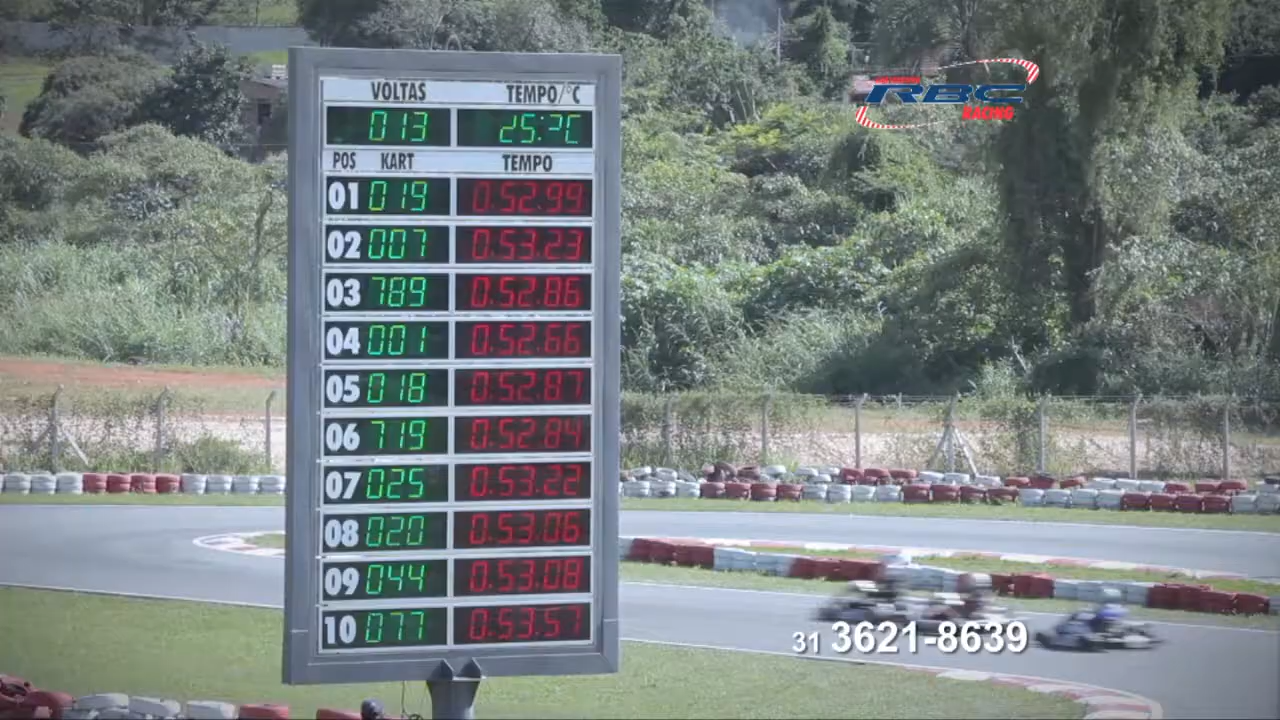 VOLTAS TEMPO/°C
013 25:ºC
POS KART TEMPO
01 019 0.52.99
02 007 0.53.23
03 789 0.52.86
04 001 0.52.66
05 018 0.52.87
06 719 0.52.84
07 025 0.53.22
08 020 0.53.06
09 044 0.53.08
10 077 0.53.57
RBC
RACING
31 3621-8639